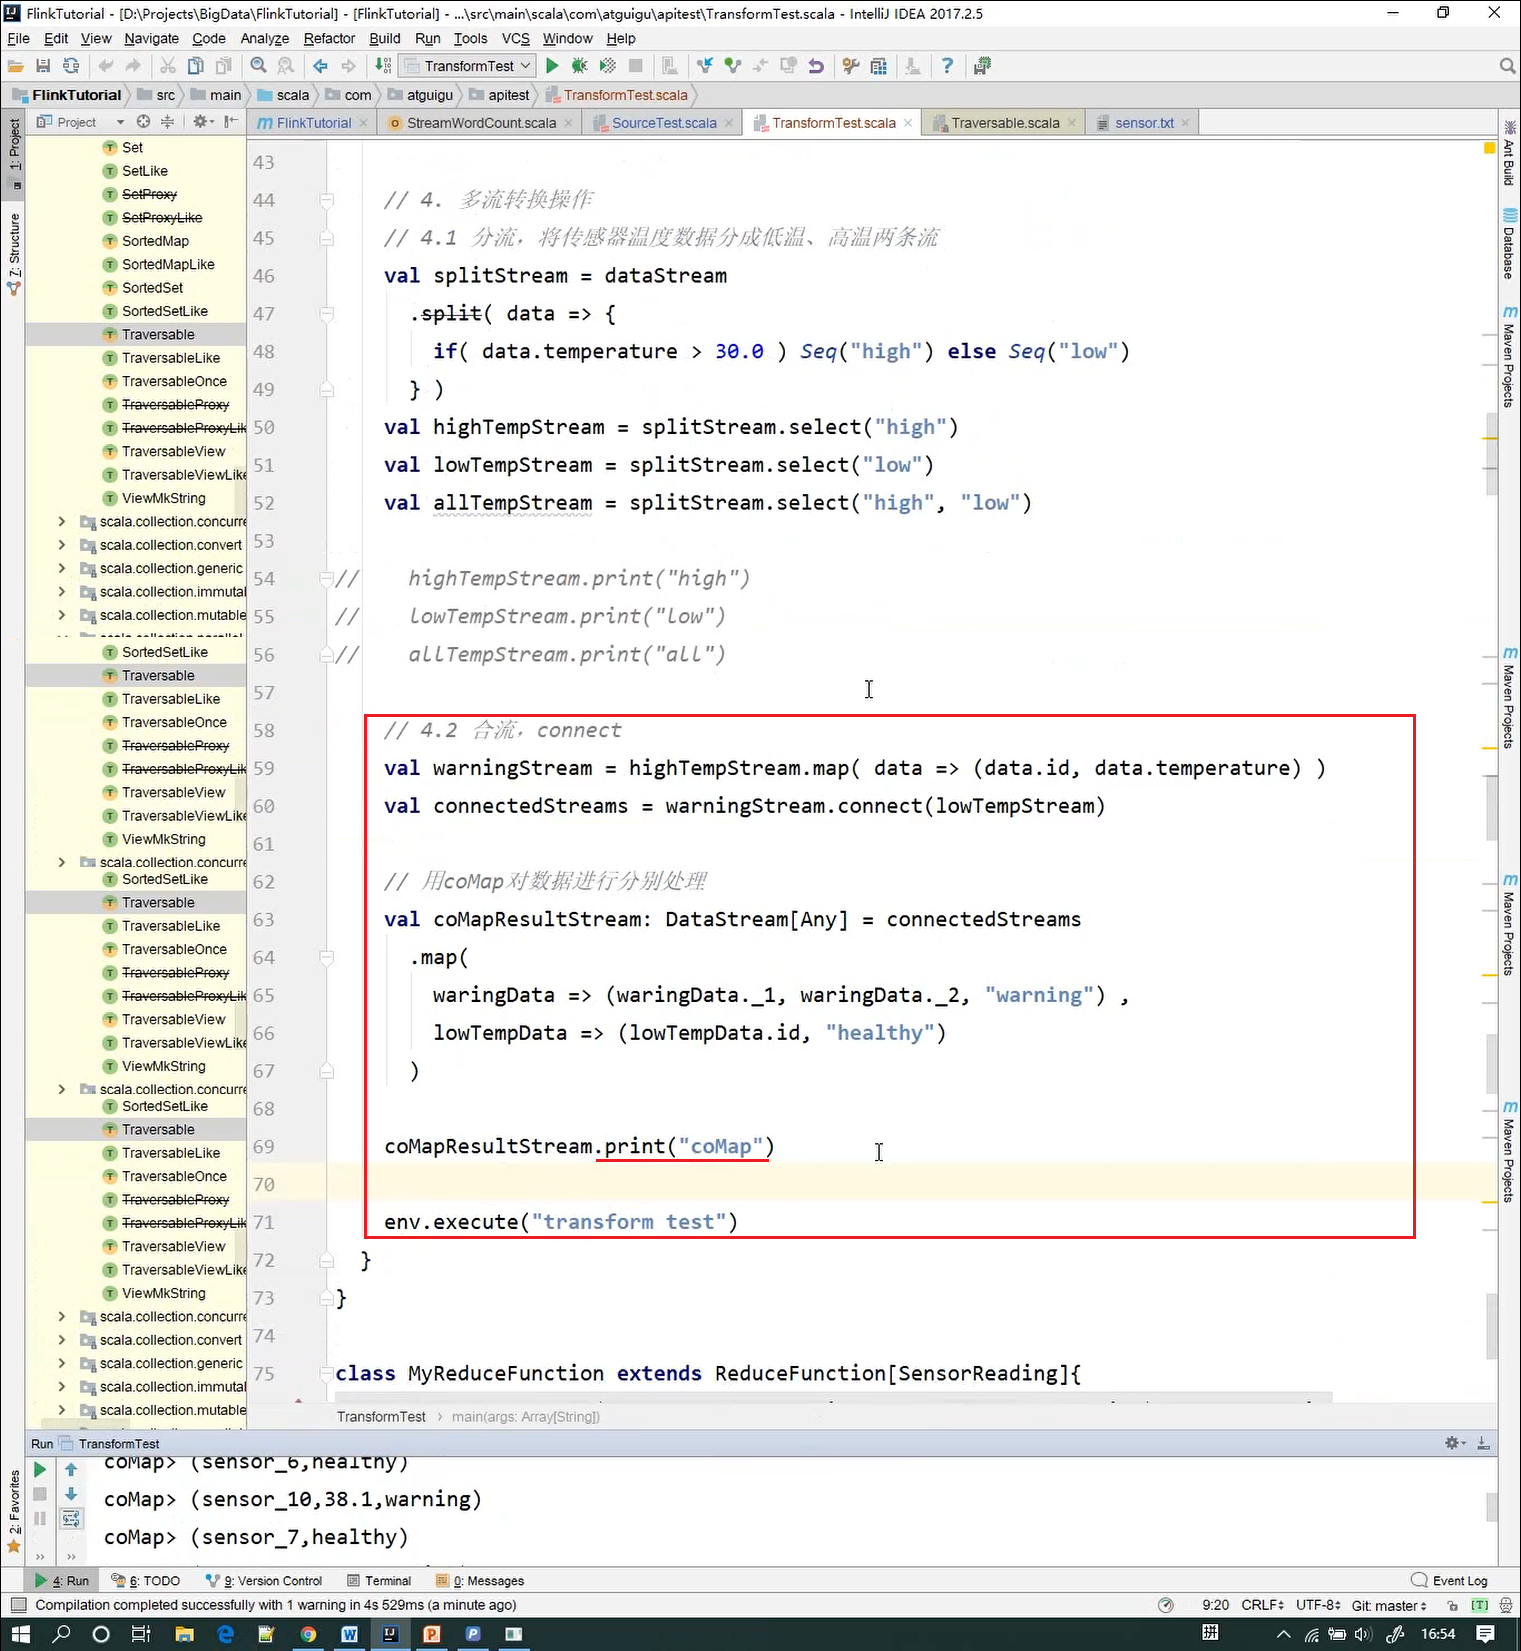 FlinkTutorial - [D:\Projects\BigData\FlinkTutorial] - [FlinkTutorial] - ...\src\main\scala\com\atguigu\apitest\TransformTest.scala - IntelliJ IDEA 2017.2.5
File Edit View Navigate Code Analyze Refactor Build Run Tools VCS Window Help
TransformTest
FlinkTutorial src main scala com atguigu apitest TransformTest.scala
Project
FlinkTutorial StreamWordCount.scala SourceTest.scala TransformTest.scala Traversable.scala sensor.txt
1: Project
7: Structure
2: Favorites
Set
SetLike
SetProxy
SetProxyLike
SortedMap
SortedMapLike
SortedSet
SortedSetLike
Traversable
TraversableLike
TraversableOnce
TraversableProxy
TraversableProxyLik
TraversableView
TraversableViewLike
ViewMkString
scala.collection.concurre
scala.collection.convert
scala.collection.generic
scala.collection.immutal
scala.collection.mutable
SortedSetLike
Traversable
TraversableLike
TraversableOnce
TraversableProxy
TraversableProxyLik
TraversableView
TraversableViewLike
ViewMkString
scala.collection.concurre
SortedSetLike
Traversable
TraversableLike
TraversableOnce
TraversableProxy
TraversableProxyLik
TraversableView
TraversableViewLike
ViewMkString
scala.collection.concurre
SortedSetLike
Traversable
TraversableLike
TraversableOnce
TraversableProxy
TraversableProxyLik
TraversableView
TraversableViewLike
ViewMkString
scala.collection.concurre
scala.collection.convert
scala.collection.generic
scala.collection.immutal
scala.collection.mutable
43
44 // 4. 多流转换操作
45 // 4.1 分流，将传感器温度数据分成低温、高温两条流
46 val splitStream = dataStream
47 .split( data => {
48 if( data.temperature > 30.0 ) Seq("high") else Seq("low")
49 } )
50 val highTempStream = splitStream.select("high")
51 val lowTempStream = splitStream.select("low")
52 val allTempStream = splitStream.select("high", "low")
53
54 // highTempStream.print("high")
55 // lowTempStream.print("low")
56 // allTempStream.print("all")
57
58 // 4.2 合流，connect
59 val warningStream = highTempStream.map( data => (data.id, data.temperature) )
60 val connectedStreams = warningStream.connect(lowTempStream)
61
62 // 用coMap对数据进行分别处理
63 val coMapResultStream: DataStream[Any] = connectedStreams
64 .map(
65 waringData => (waringData._1, waringData._2, "warning") ,
66 lowTempData => (lowTempData.id, "healthy")
67 )
68
69 coMapResultStream.print("coMap")
70
71 env.execute("transform test")
72 }
73 }
74
75 class MyReduceFunction extends ReduceFunction[SensorReading]{
TransformTest › main(args: Array[String])
Ant Build
Database
Maven Projects
Maven Projects
Maven Projects
Maven Projects
Run TransformTest
coMap> (sensor_6,healthy)
coMap> (sensor_10,38.1,warning)
coMap> (sensor_7,healthy)
4: Run 6: TODO 9: Version Control Terminal 0: Messages Event Log
Compilation completed successfully with 1 warning in 4s 529ms (a minute ago) 9:20 CRLF UTF-8 Git: master [T]
拼 16:54